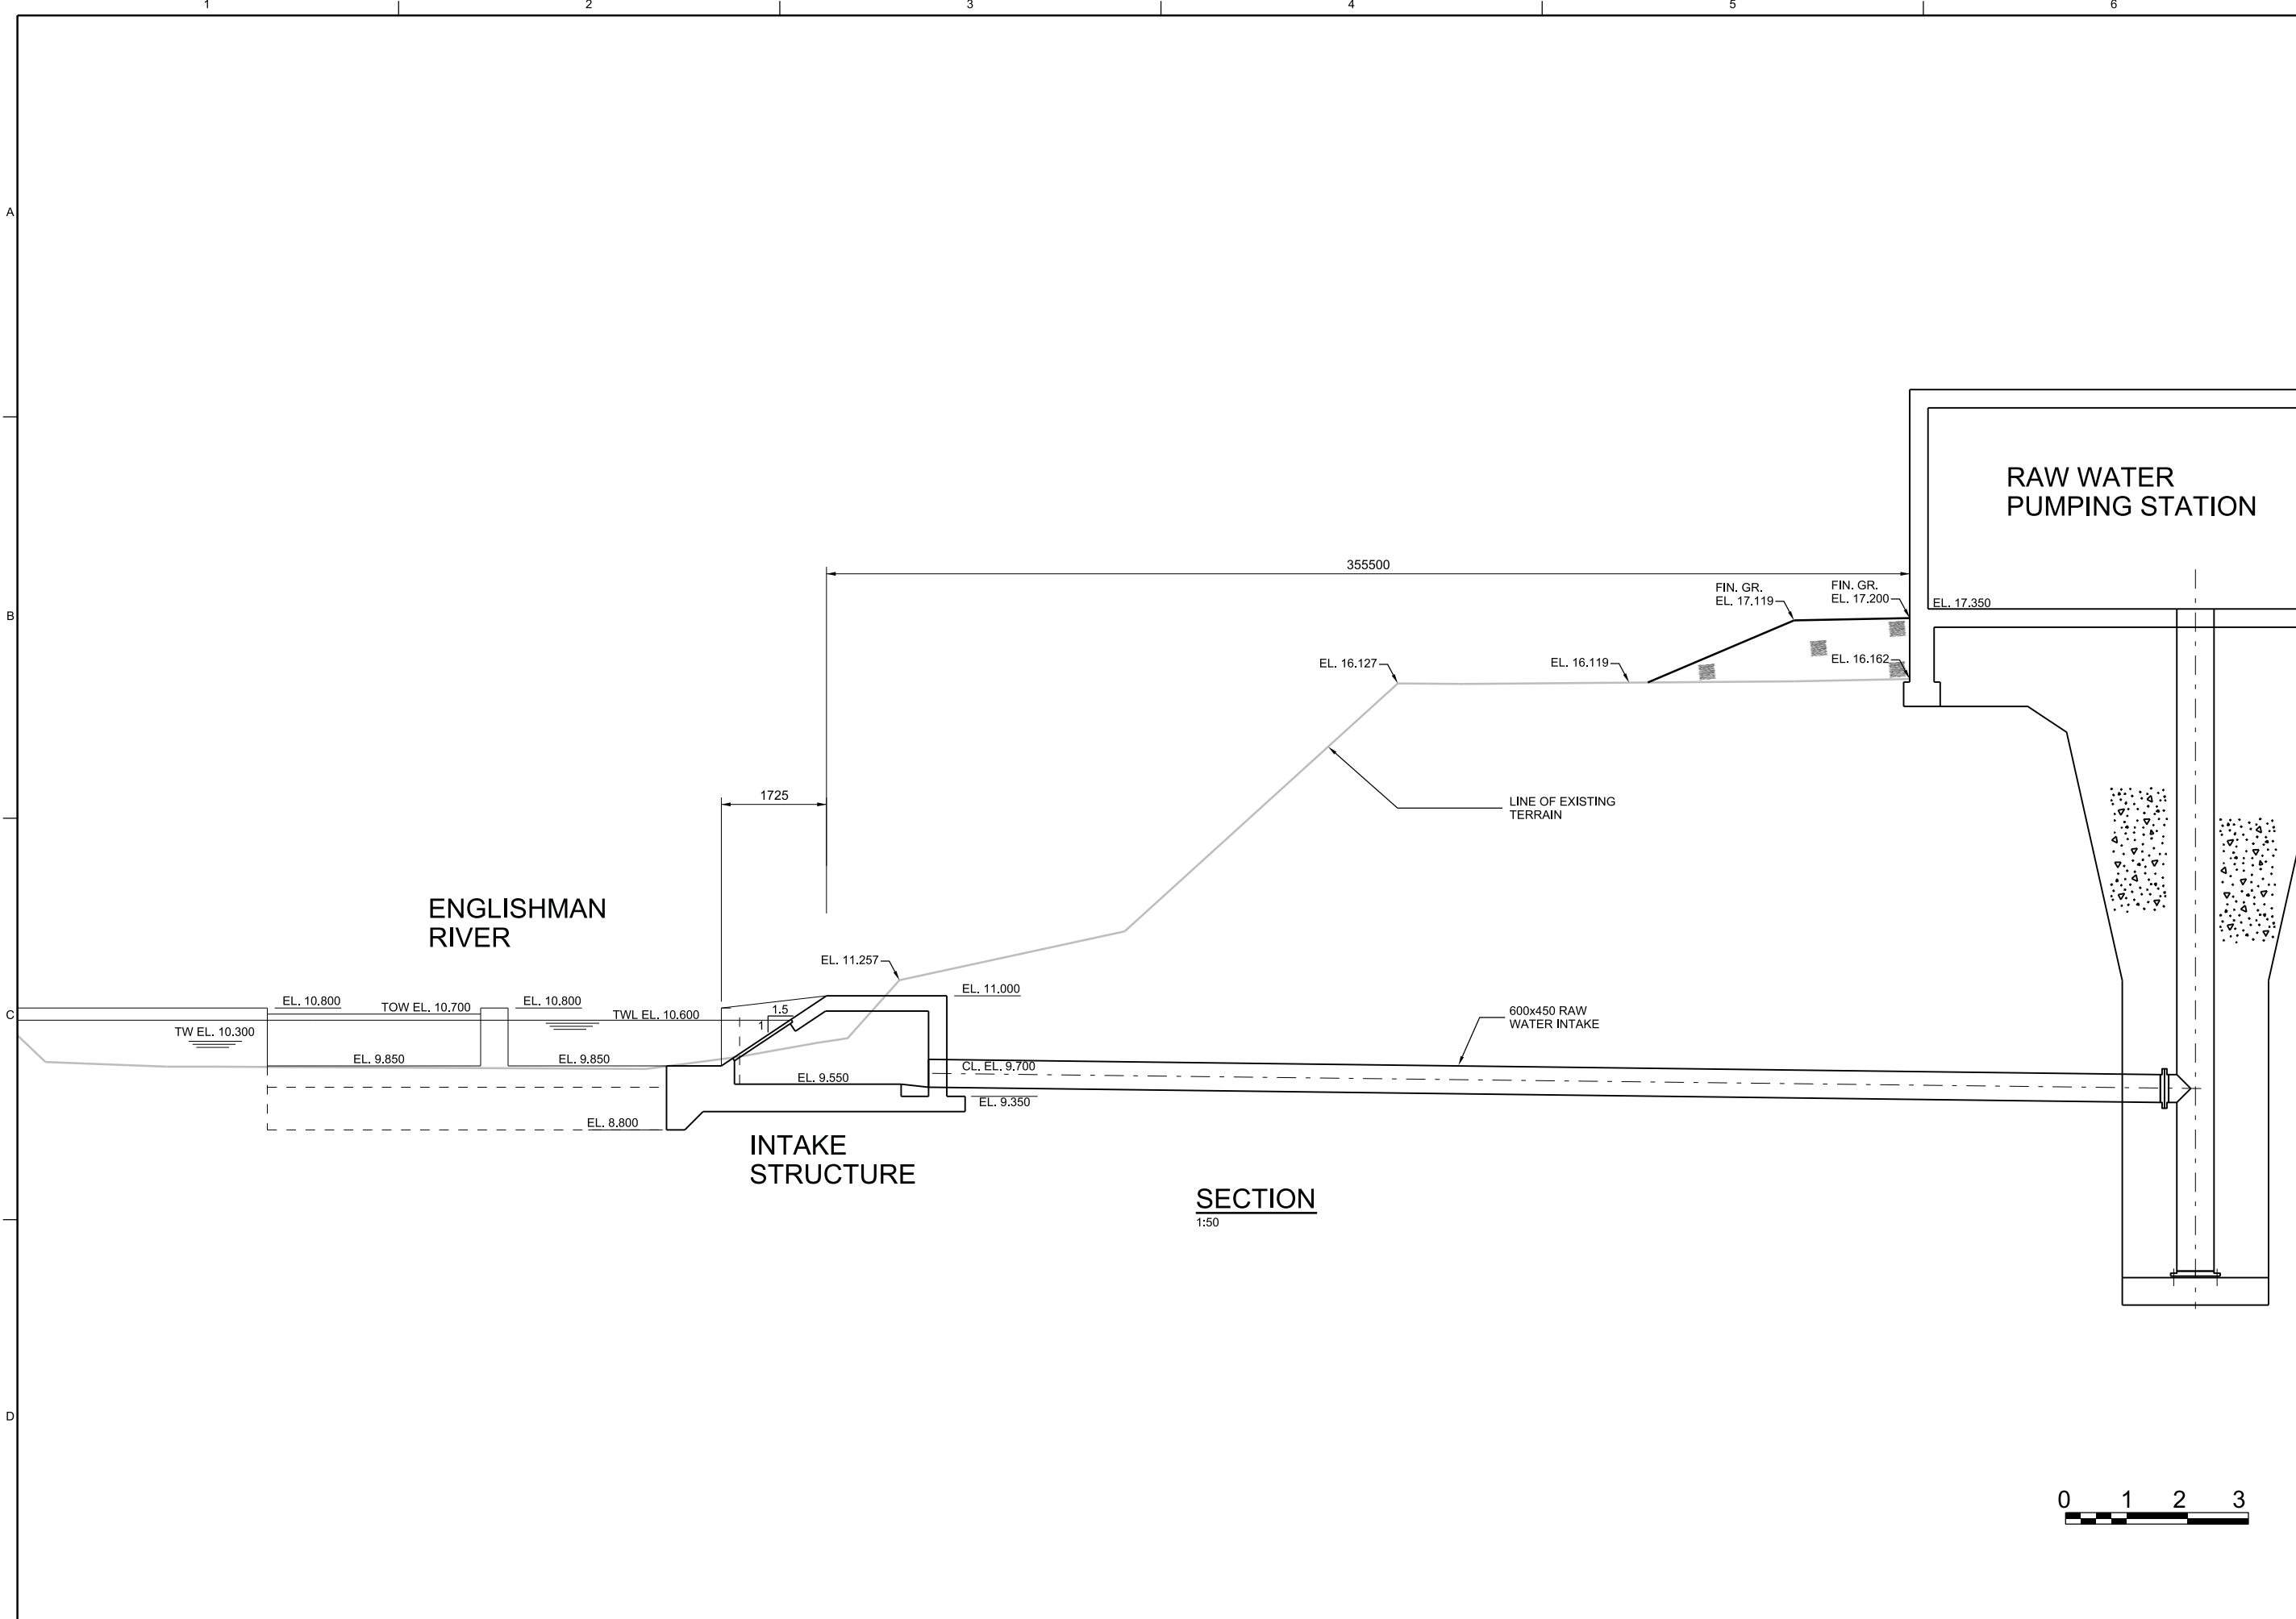 1 2 3 4 5 6
A
RAW WATER
PUMPING STATION
355500
FIN. GR.
EL. 17.119
FIN. GR.
EL. 17.200
EL. 17.350
B
EL. 16.127
EL. 16.119
EL. 16.162
1725
LINE OF EXISTING
TERRAIN
ENGLISHMAN
RIVER
EL. 11.257
EL. 11.000
EL. 10.800
TOW EL. 10.700
EL. 10.800
TWL EL. 10.600
1.5
1
C
TW EL. 10.300
600x450 RAW
WATER INTAKE
EL. 9.850
EL. 9.850
EL. 9.550
CL. EL. 9.700
EL. 9.350
EL. 8.800
INTAKE
STRUCTURE
SECTION
1:50
D
0 1 2 3